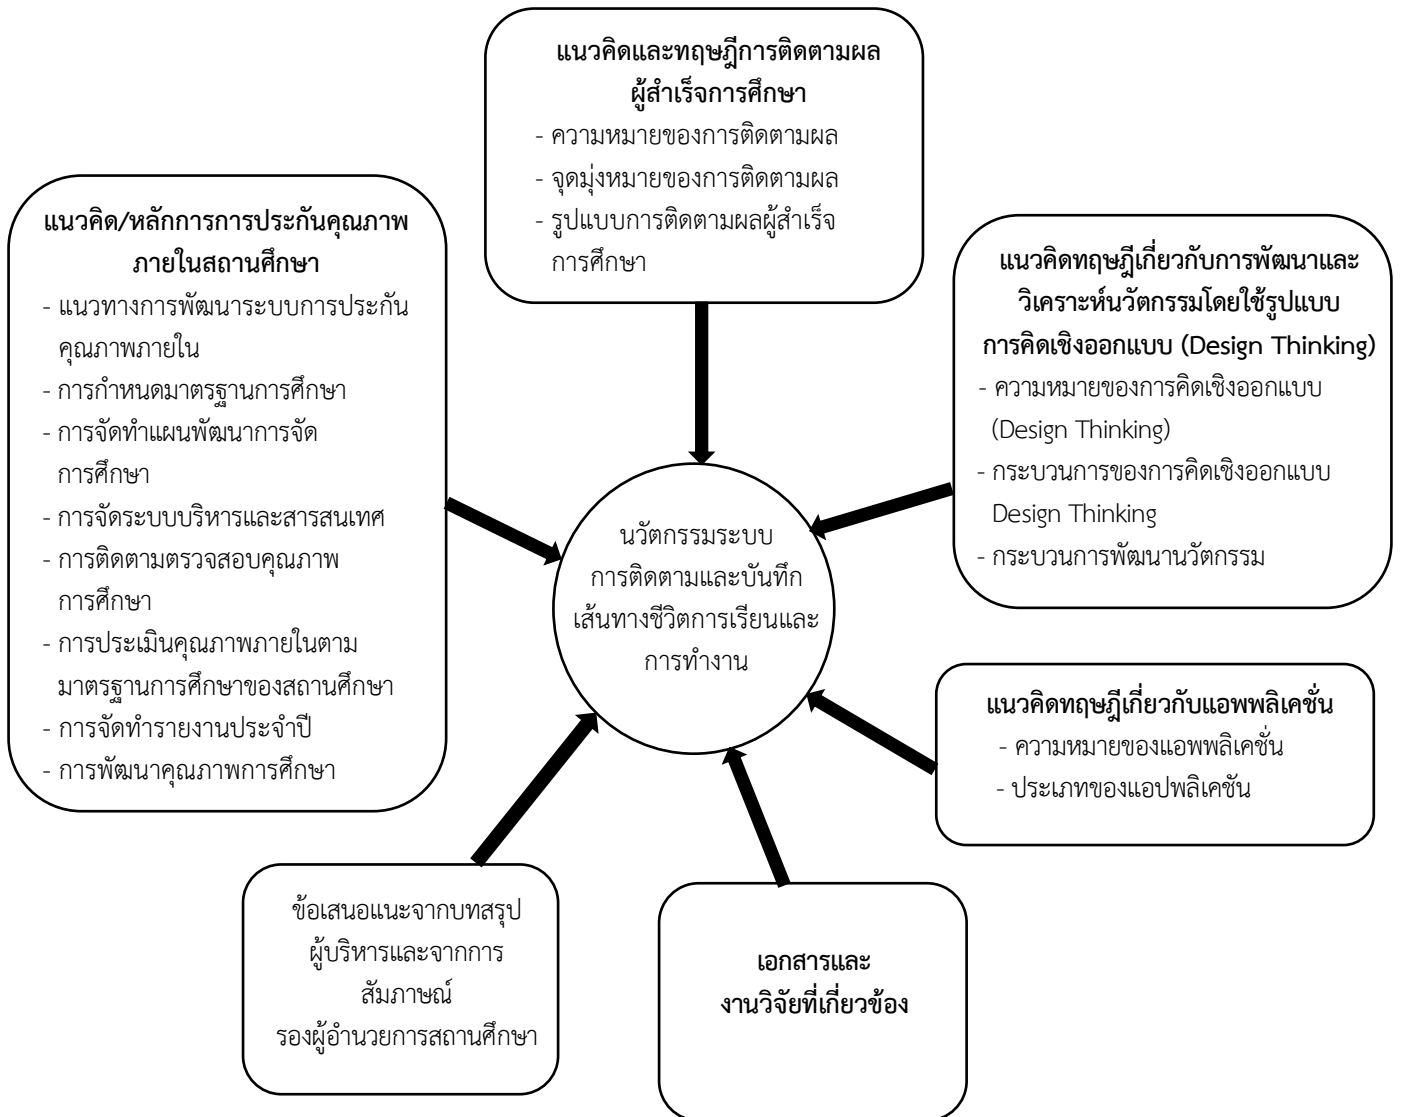 แนวคิดและทฤษฎีการติดตามผล
ผู้สำเร็จการศึกษา
- ความหมายของการติดตามผล
- จุดมุ่งหมายของการติดตามผล
- รูปแบบการติดตามผลผู้สำเร็จ
การศึกษา
แนวคิด/หลักการการประกันคุณภาพ
ภายในสถานศึกษา
- แนวทางการพัฒนาระบบการประกัน
คุณภาพภายใน
- การกำหนดมาตรฐานการศึกษา
- การจัดทำแผนพัฒนาการจัด
การศึกษา
- การจัดระบบบริหารและสารสนเทศ
- การติดตามตรวจสอบคุณภาพ
การศึกษา
- การประเมินคุณภาพภายในตาม
มาตรฐานการศึกษาของสถานศึกษา
- การจัดทำรายงานประจำปี
- การพัฒนาคุณภาพการศึกษา
แนวคิดทฤษฎีเกี่ยวกับการพัฒนาและ
วิเคราะห์นวัตกรรมโดยใช้รูปแบบ
การคิดเชิงออกแบบ (Design Thinking)
- ความหมายของการคิดเชิงออกแบบ
(Design Thinking)
- กระบวนการของการคิดเชิงออกแบบ
Design Thinking
- กระบวนการพัฒนานวัตกรรม
นวัตกรรมระบบ
การติดตามและบันทึก
เส้นทางชีวิตการเรียนและ
การทำงาน
แนวคิดทฤษฎีเกี่ยวกับแอพพลิเคชั่น
- ความหมายของแอพพลิเคชั่น
- ประเภทของแอปพลิเคชัน
ข้อเสนอแนะจากบทสรุป
ผู้บริหารและจากการ
สัมภาษณ์
รองผู้อำนวยการสถานศึกษา
เอกสารและ
งานวิจัยที่เกี่ยวข้อง